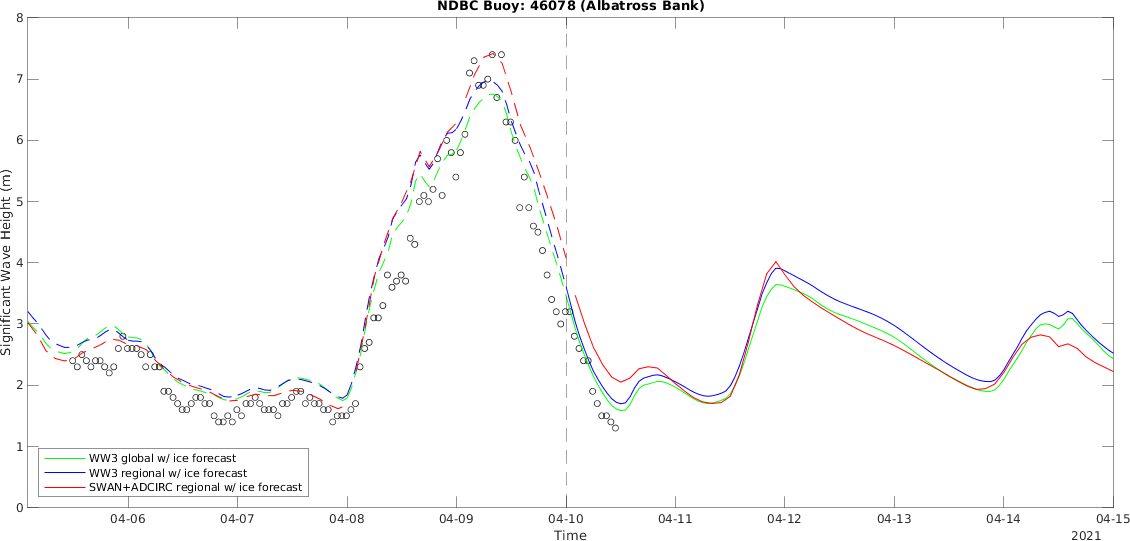 NDBC Buoy: 46078 (Albatross Bank)
8
7
6
5
4
3
2
1
0
Significant Wave Height (m)
WW3 global w/ ice forecast
WW3 regional w/ ice forecast
SWAN+ADCIRC regional w/ ice forecast
04-06 04-07 04-08 04-09 04-10 04-11 04-12 04-13 04-14 04-15
Time
2021